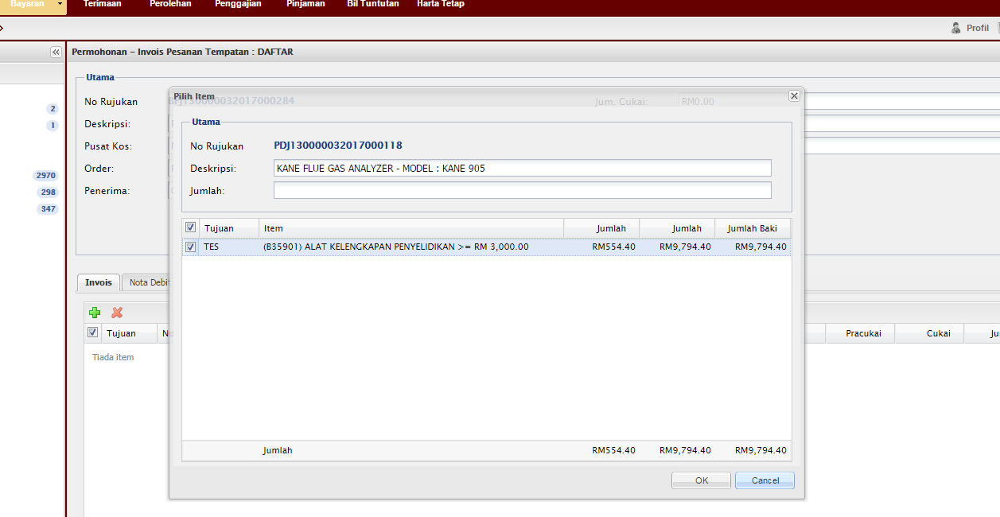 Bayaran Terimaan Perolehan Penggajian Pinjaman Bil Tuntutan Harta Tetap
Profil
Permohonan – Invois Pesanan Tempatan : DAFTAR
Utama
No Rujukan
Deskripsi:
Pusat Kos:
Order:
Penerima:
2
1
2970
298
347
Jum. Cukai: RM0.00
Pilih Item
Utama
No Rujukan PDJ130000032017000118
Deskripsi: KANE FLUE GAS ANALYZER - MODEL : KANE 905
Jumlah:
Tujuan Item Jumlah Jumlah Jumlah Baki
TES (B35901) ALAT KELENGKAPAN PENYELIDIKAN >= RM 3,000.00 RM554.40 RM9,794.40 RM9,794.40
Jumlah RM554.40 RM9,794.40 RM9,794.40
OK Cancel
Invois Nota Debit
Tujuan No Pracukai Cukai Ju
Tiada item